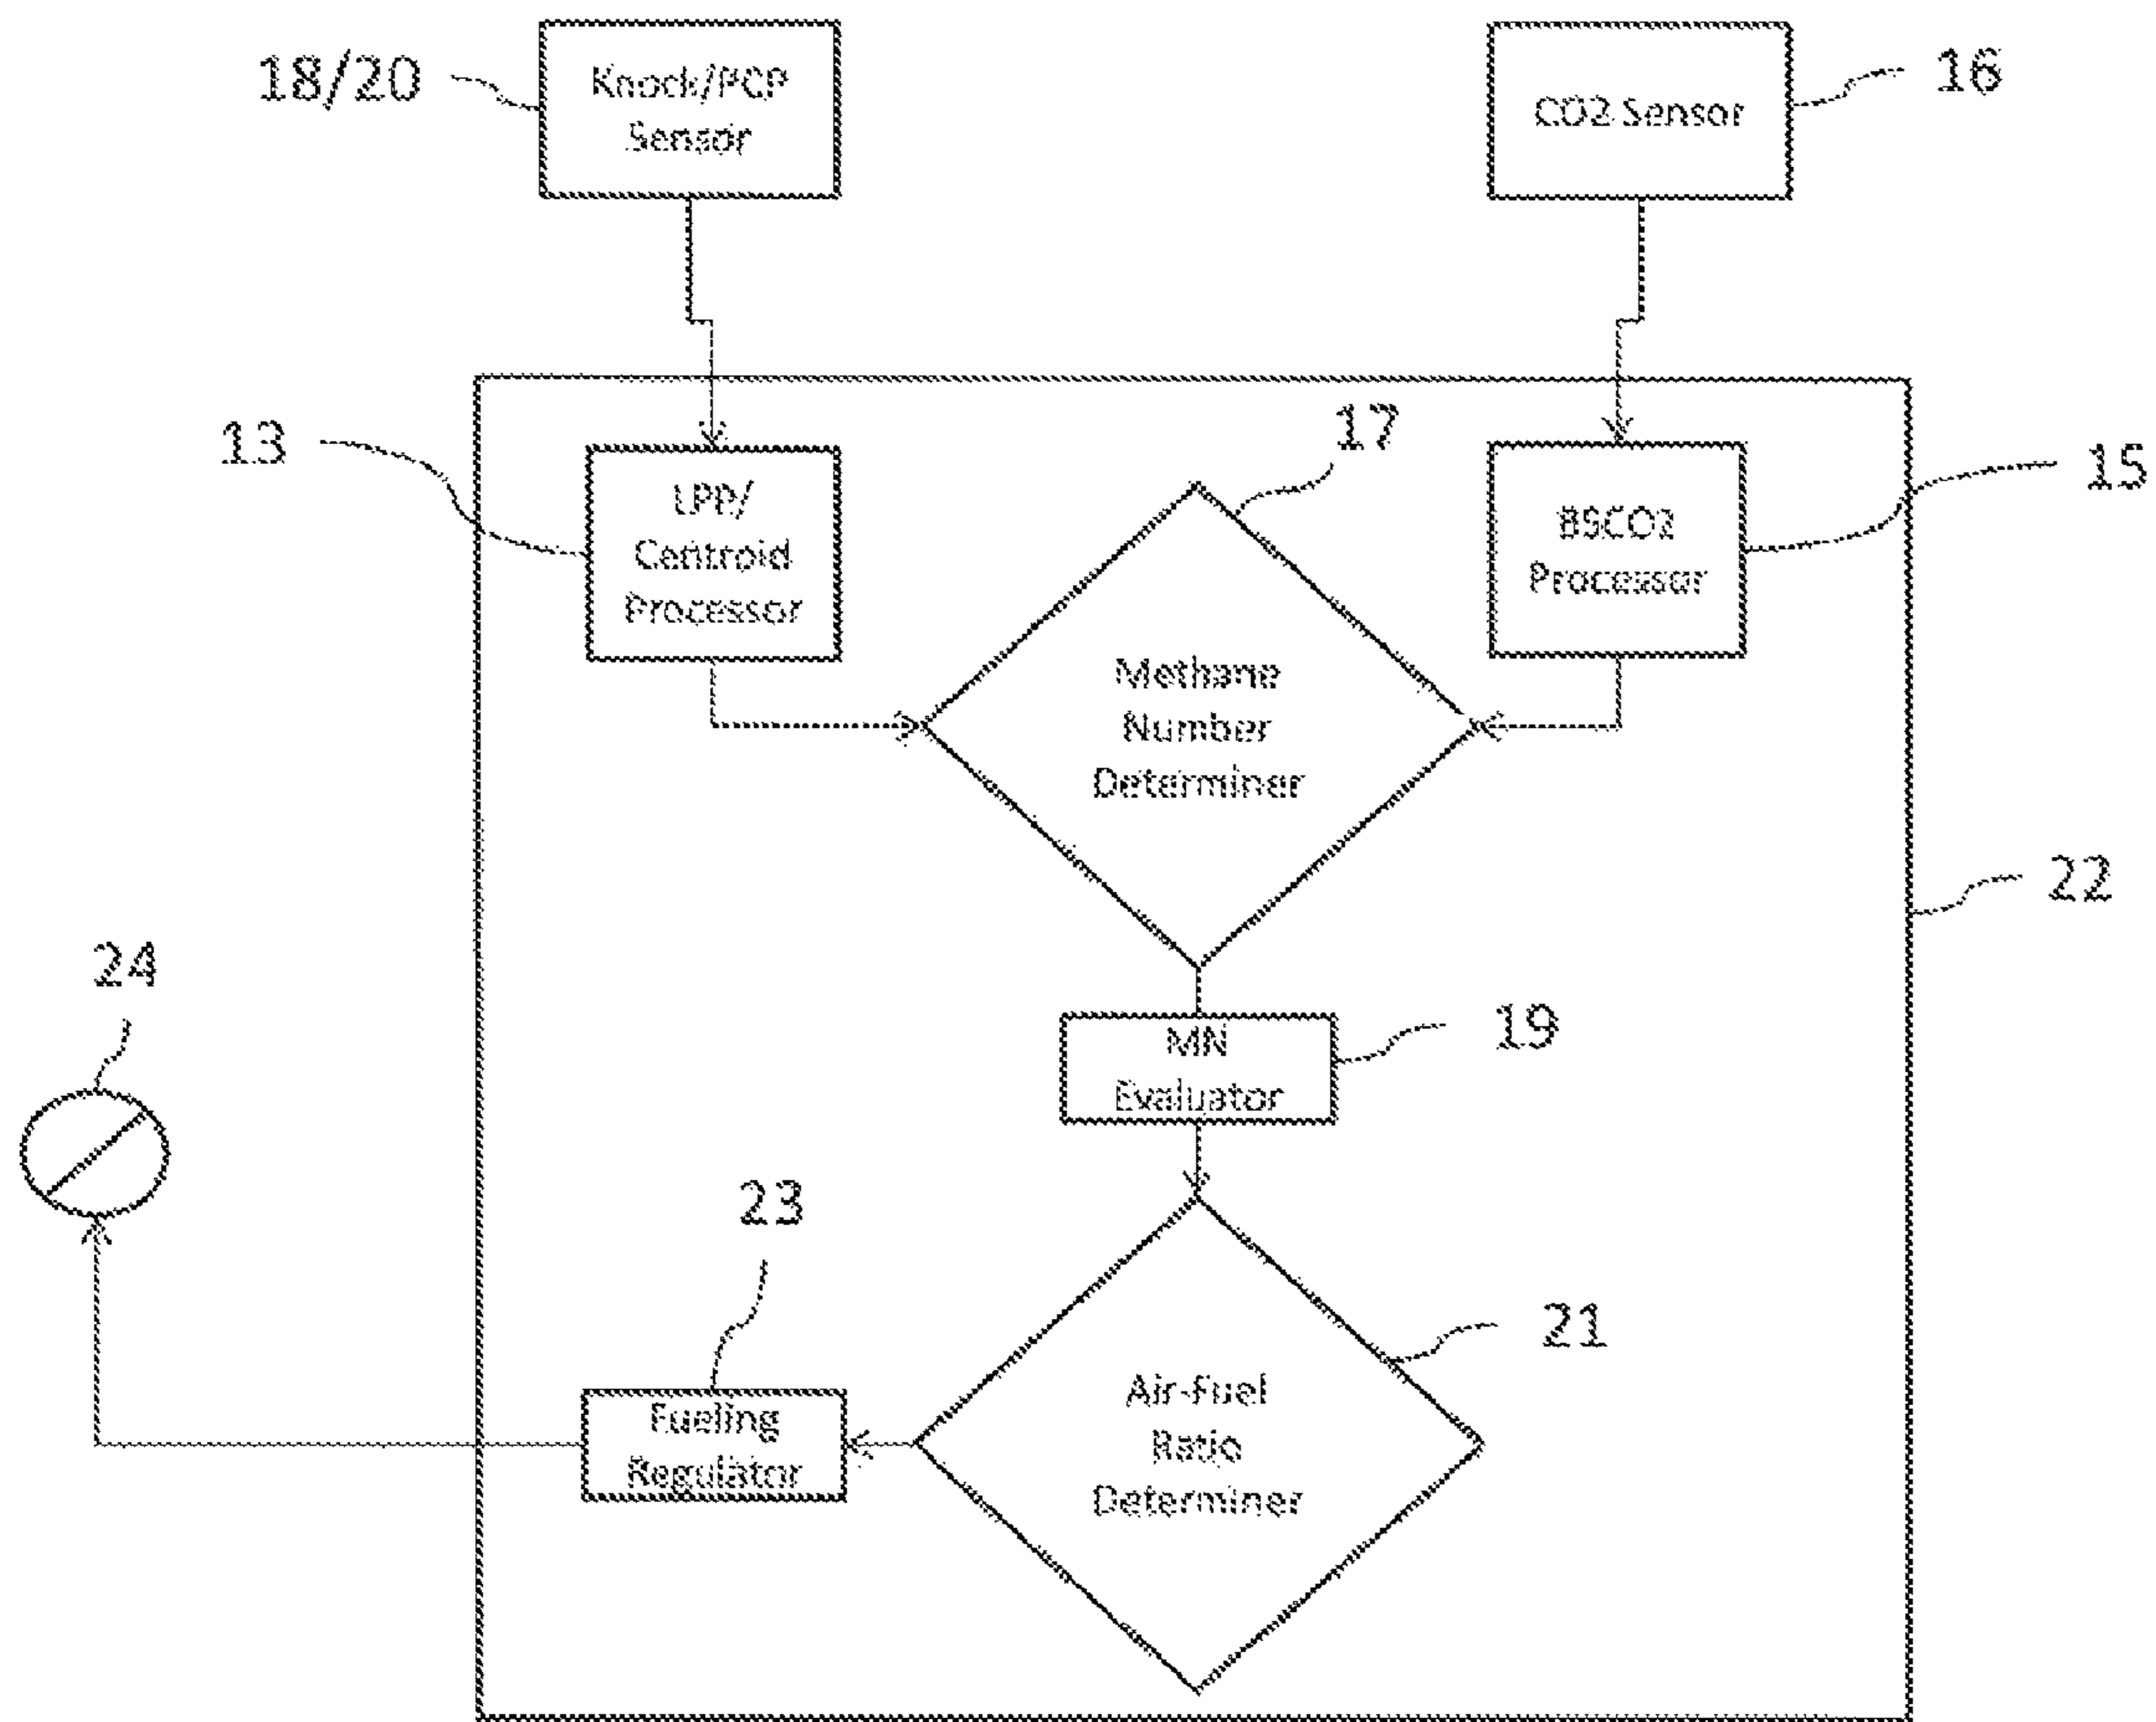 18/20
Knock/PCP
Sensor
CO2 Sensor
16
13
LPP/
Centroid
Processor
17
BSCO2
Processor
15
Methane
Number
Determiner
22
24
MN
Evaluator
19
23
Fueling
Regulator
Air-Fuel
Ratio
Determiner
21